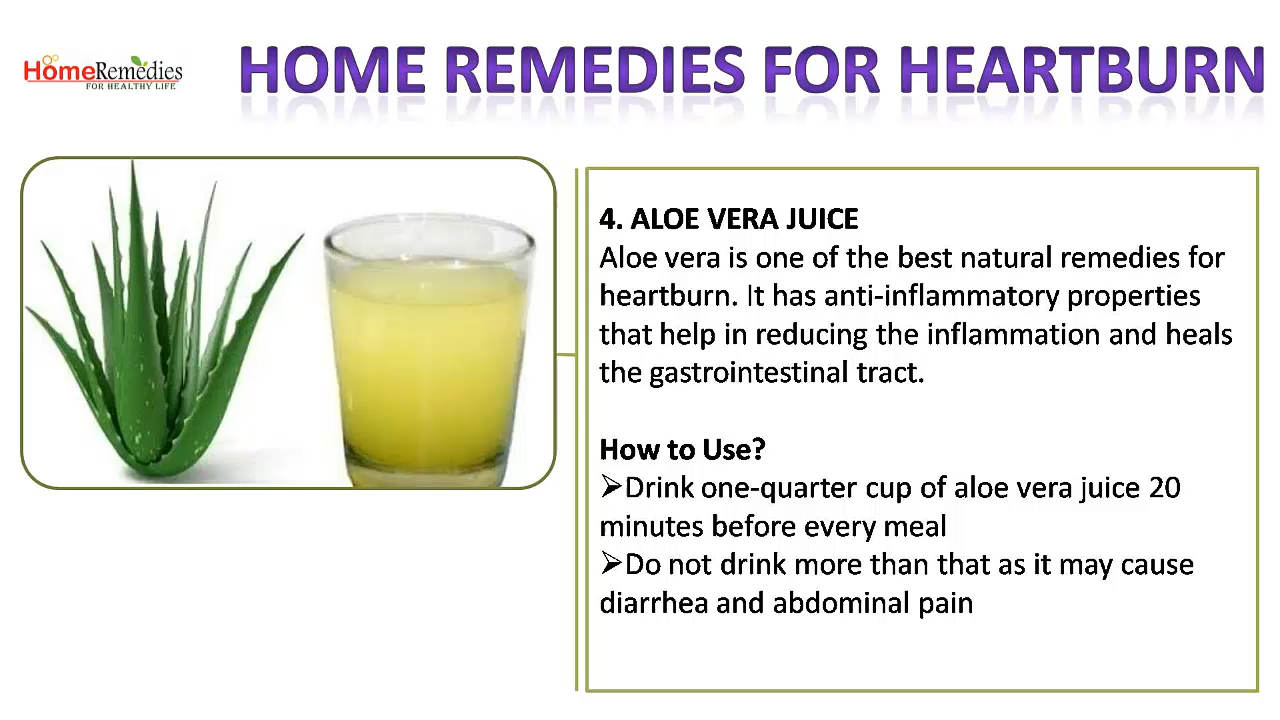 HomeRemedies
FOR HEALTHY LIFE
HOME REMEDIES FOR HEARTBURN
4. ALOE VERA JUICE
Aloe vera is one of the best natural remedies for
heartburn. It has anti-inflammatory properties
that help in reducing the inflammation and heals
the gastrointestinal tract.
How to Use?
➢Drink one-quarter cup of aloe vera juice 20
minutes before every meal
➢Do not drink more than that as it may cause
diarrhea and abdominal pain